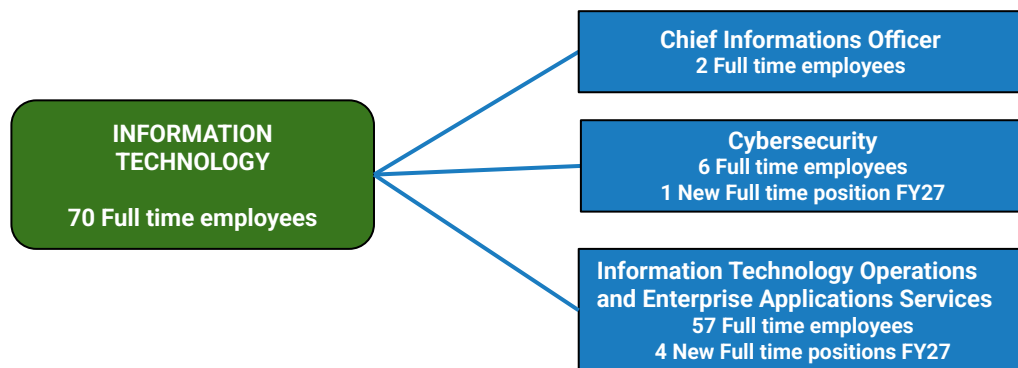 INFORMATION
TECHNOLOGY
70 Full time employees
Chief Informations Officer
2 Full time employees
Cybersecurity
6 Full time employees
1 New Full time position FY27
Information Technology Operations
and Enterprise Applications Services
57 Full time employees
4 New Full time positions FY27